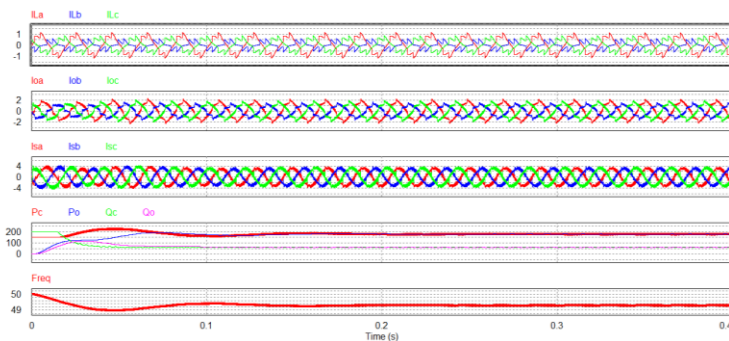 ILa ILb ILc
1
0
-1
Ioa Iob Ioc
2
0
-2
Isa Isb Isc
4
0
-4
Pc Po Qc Qo
200
100
0
Freq
50
49
0 0.1 0.2 0.3 0.4
Time (s)